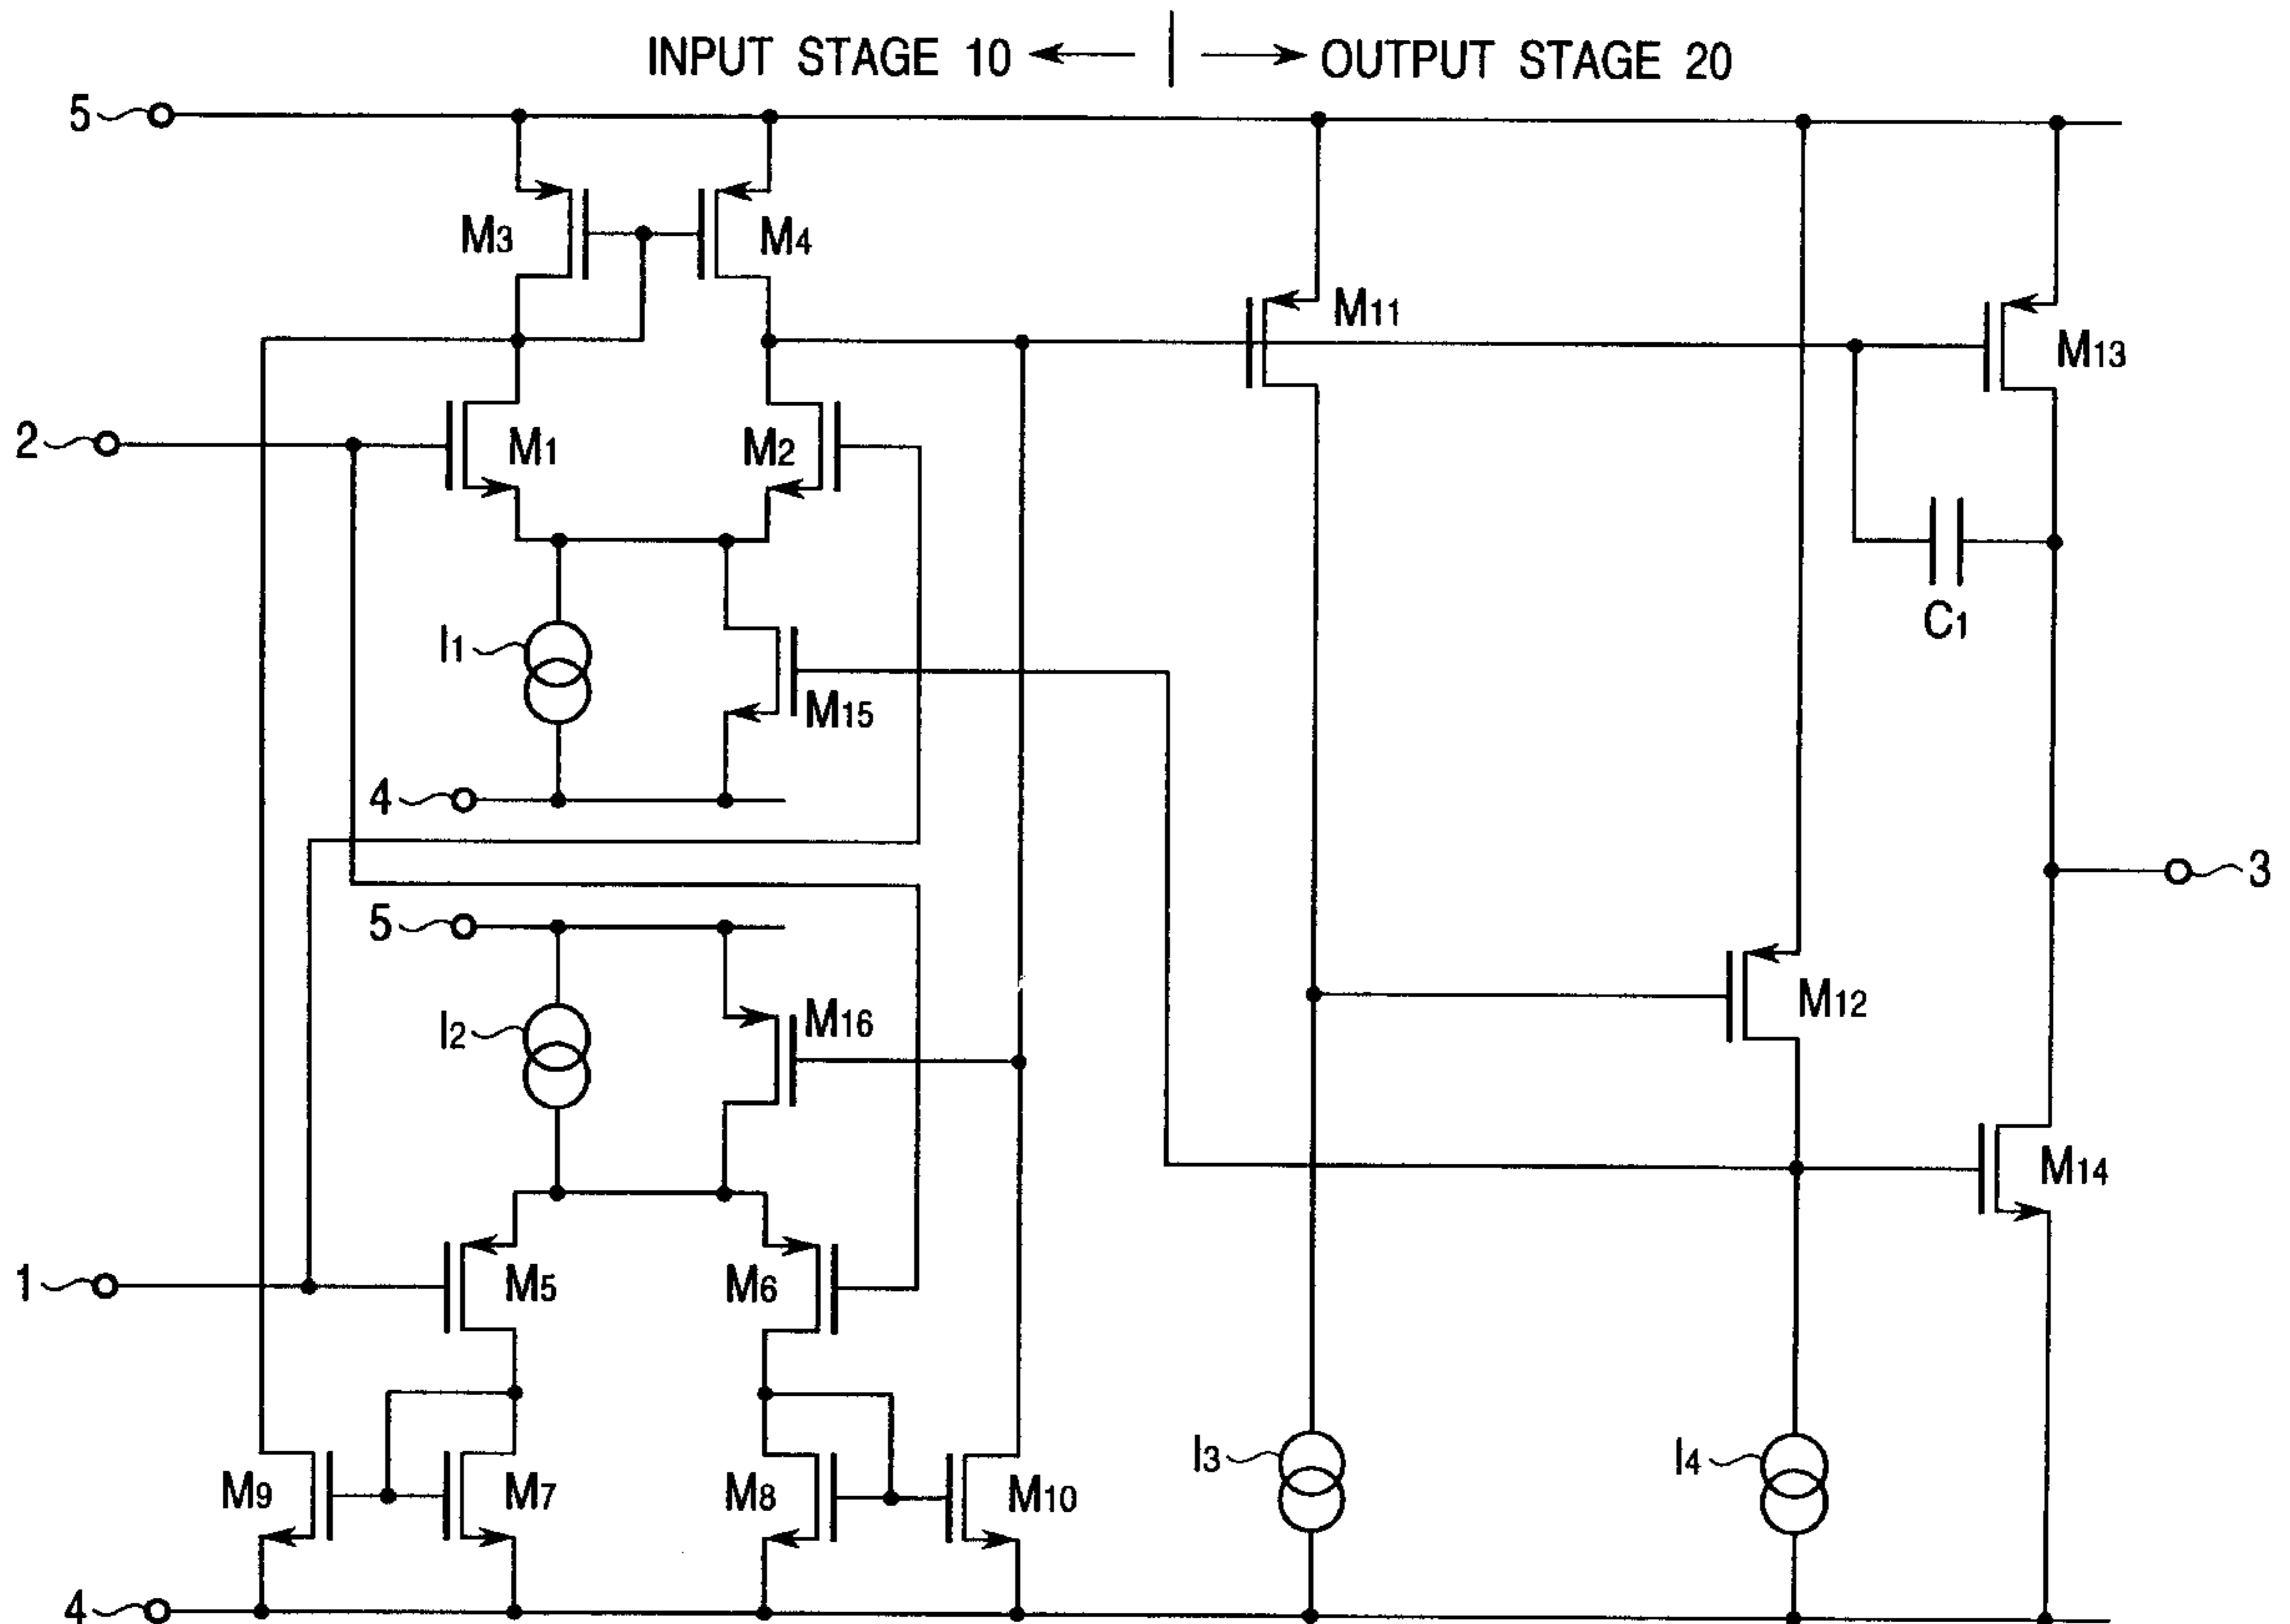 INPUT STAGE 10
OUTPUT STAGE 20
5
M3
M4
M11
M13
2
M1
M2
C1
I1
M15
4
3
5
M12
I2
M16
M14
1
M5
M6
I3
I4
M9
M7
M8
M10
4